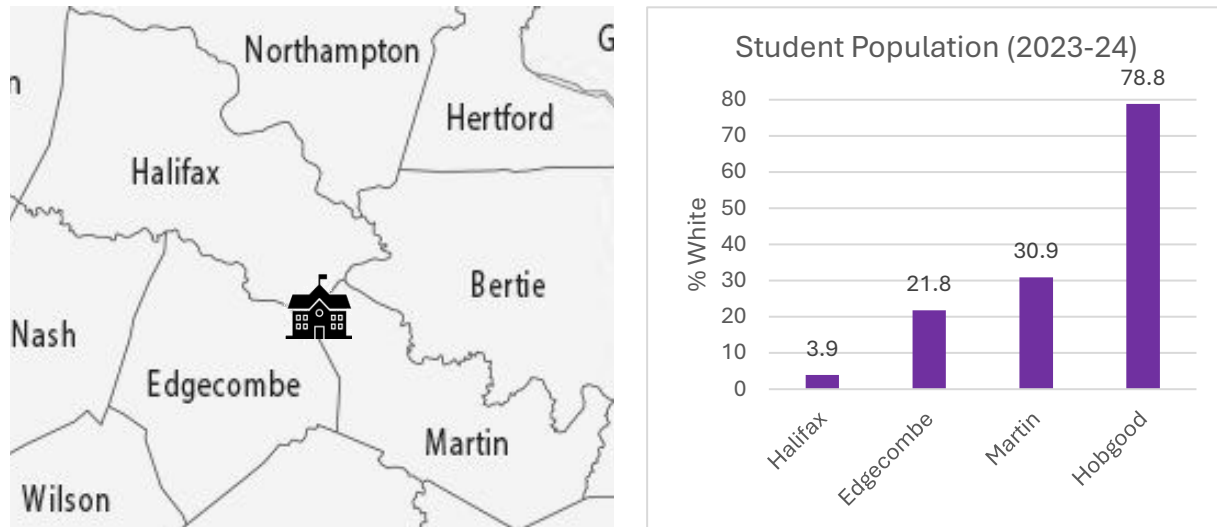 Northampton
G
n
Hertford
Halifax
Bertie
Nash
Edgecombe
Martin
Wilson
Student Population (2023-24)
% White
80
70
60
50
40
30
20
10
0
3.9
21.8
30.9
78.8
Halifax
Edgecombe
Martin
Hobgood